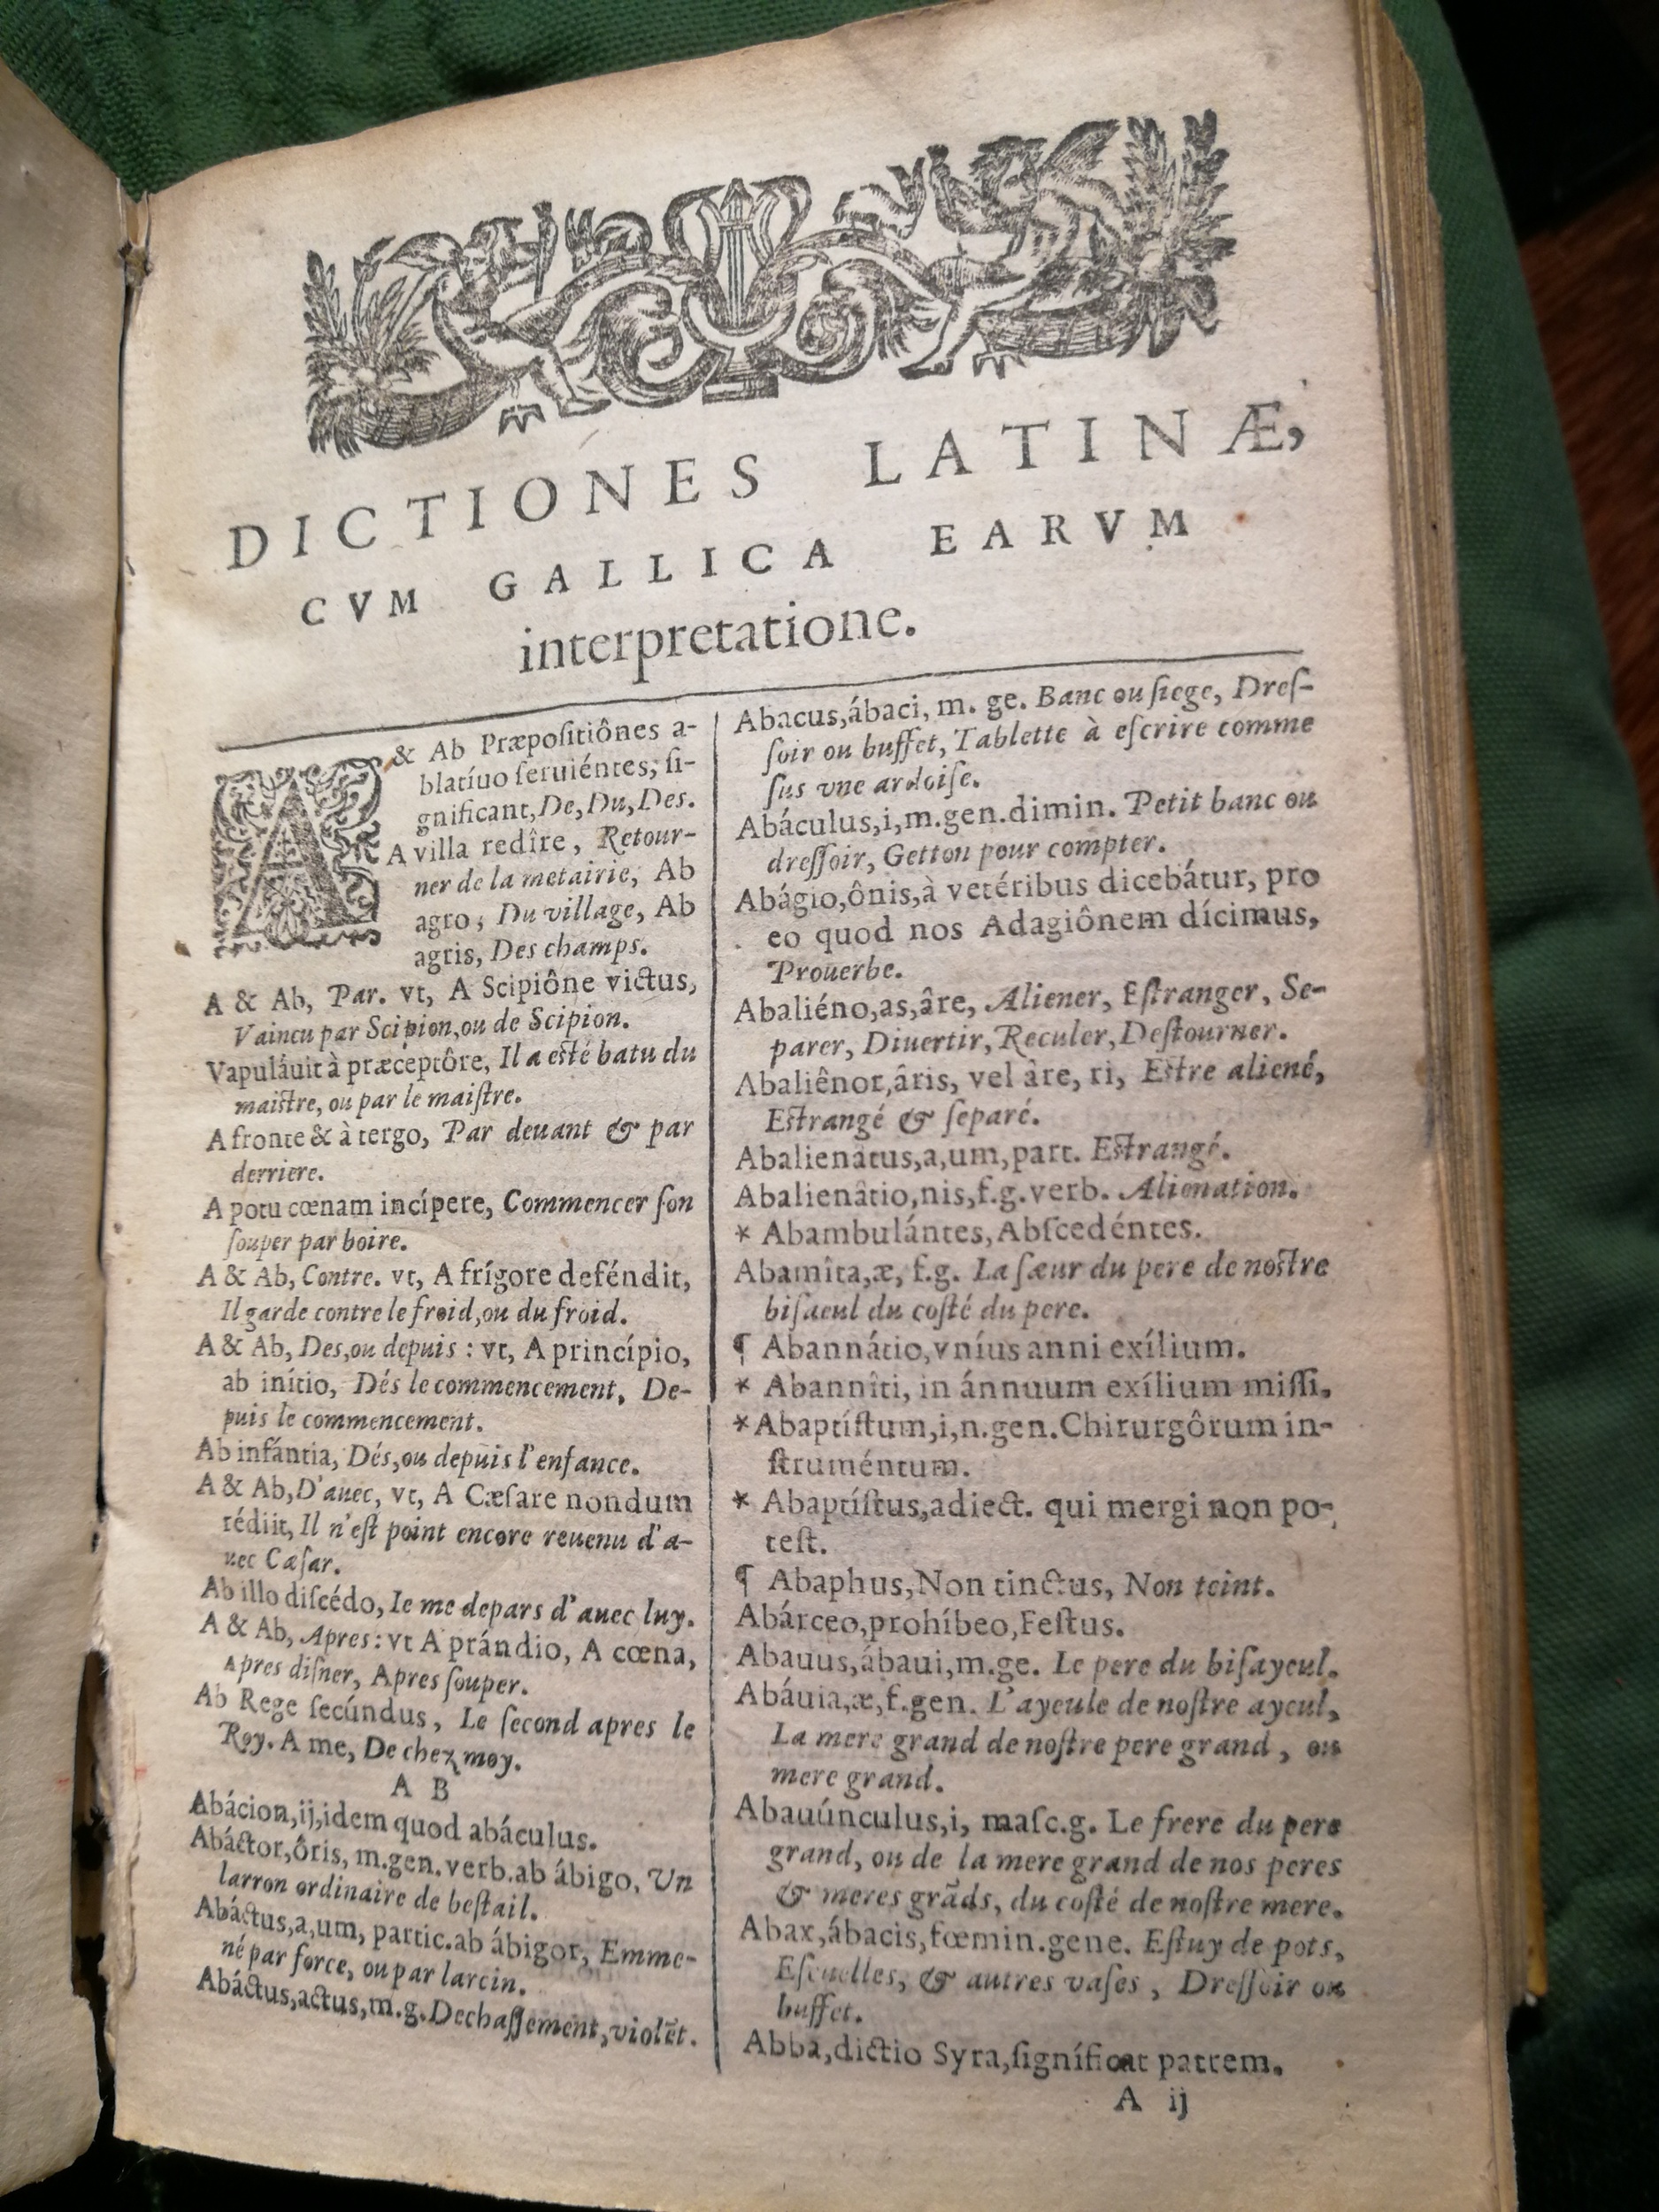 DICTIONES LATINÆ,
CVM GALLICA EARVM
interpretatione.
A & Ab Præpoſitiônes a-
blatíuo ſeruiéntes, ſi-
gnificant, De, Du, Des.
A villa redîre, Retour-
ner de la metairie, Ab
agro, Du village, Ab
agris, Des champs.
A & Ab, Par. vt, A Scipiône victus,
Vaincu par Scipion, ou de Scipion.
Vapuláuit à præceptôre, Il a eſté batu du
maiſtre, ou par le maiſtre.
A fronte & à tergo, Par deuant & par
derriere.
A potu cœnam incípere, Commencer ſon
ſouper par boire.
A & Ab, Contre. vt, A frígore deféndit,
Il garde contre le froid, ou du froid.
A & Ab, Des, ou depuis : vt, A princípio,
ab inítio, Dés le commencement, De-
puis le commencement.
Ab infántia, Dés, ou depuis l'enfance.
A & Ab, D'auec, vt, A Cæſare nondum
rédiit, Il n'eſt point encore reuenu d'a-
uec Cæſar.
Ab illo diſcédo, Ie me depars d'auec luy.
A & Ab, Apres : vt A prándio, A cœna,
Apres diſner, Apres ſouper.
Ab Rege ſecúndus, Le ſecond apres le
Roy. A me, De chez moy.
A B
Abácion, ij, idem quod abáculus.
Abáctor, ôris, m. gen. verb. ab ábigo, Un
larron ordinaire de beſtail.
Abáctus, a, um, partic. ab ábigor, Emme-
né par force, ou par larcin.
Abáctus, actus, m. g. Dechaſſement, violẽt.
Abacus, ábaci, m. ge. Banc ou ſiege, Dreſ-
ſoir ou buffet, Tablette à eſcrire comme
ſus vne ardoiſe.
Abáculus, i, m. gen. dimin. Petit banc ou
dreſſoir, Getton pour compter.
Abágio, ônis, à vetéribus dicebátur, pro
eo quod nos Adagiônem dícimus,
Prouerbe.
Abaliéno, as, âre, Aliener, Eſtranger, Se-
parer, Diuertir, Reculer, Deſtourner.
Abaliênor, âris, vel âre, ri, Eſtre aliené,
Eſtrangé & ſeparé.
Abalienâtus, a, um, part. Eſtrangé.
Abalienâtio, nis, f. g. verb. Alienation.
* Abambulántes, Abſcedéntes.
Abamîta, æ, f. g. La ſœur du pere de noſtre
biſaeul du coſté du pere.
¶ Abannátio, vníus anni exílium.
* Abannîti, in ánnuum exílium miſſi.
* Abaptíſtum, i, n. gen. Chirurgôrum in-
ſtruméntum.
* Abaptíſtus, adiect. qui mergi non po-
teſt.
¶ Abaphus, Non tinctus, Non teint.
Abárceo, prohíbeo, Feſtus.
Abauus, ábaui, m. ge. Le pere du biſayeul.
Abáuia, æ, f. gen. L'ayeule de noſtre ayeul,
La mere grand de noſtre pere grand, ou
mere grand.
Abauúnculus, i, maſc. g. Le frere du pere
grand, ou de la mere grand de nos peres
& meres grãds, du coſté de noſtre mere.
Abax, ábacis, fœmin. gene. Eſtuy de pots,
Eſcuelles, & autres vaſes, Dreſſoir ou
buffet.
Abba, dictio Syra, ſigníficat patrem.
A ij